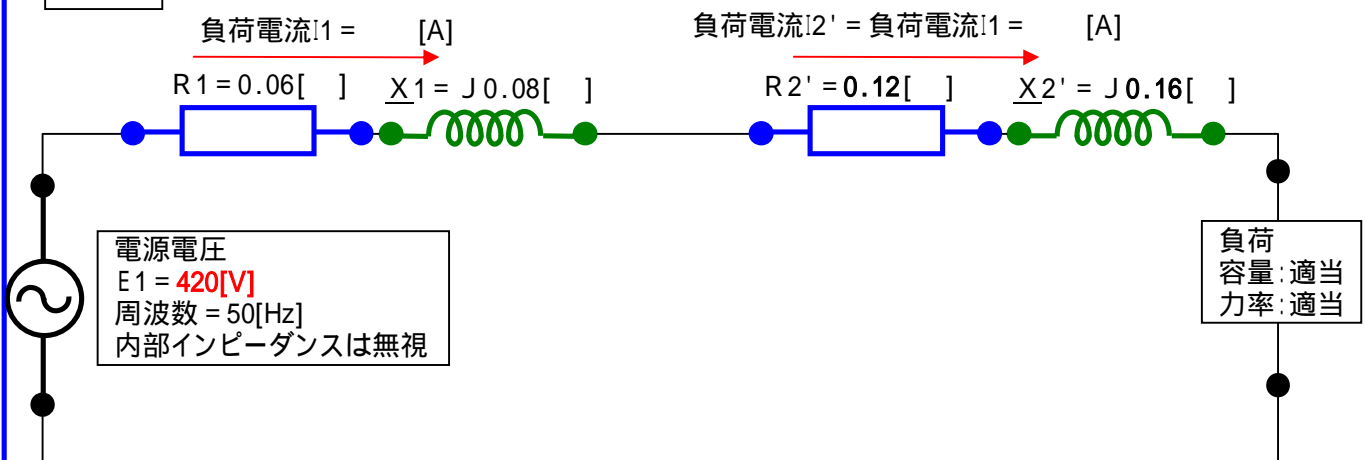 負荷電流I1 = [A]
負荷電流I2' = 負荷電流I1 = [A]
R1 = 0.06[ ]
X1 = J0.08[ ]
R2' = 0.12[ ]
X2' = J0.16[ ]
電源電圧
E1 = 420[V]
周波数 = 50[Hz]
内部インピーダンスは無視
負荷
容量:適当
力率:適当